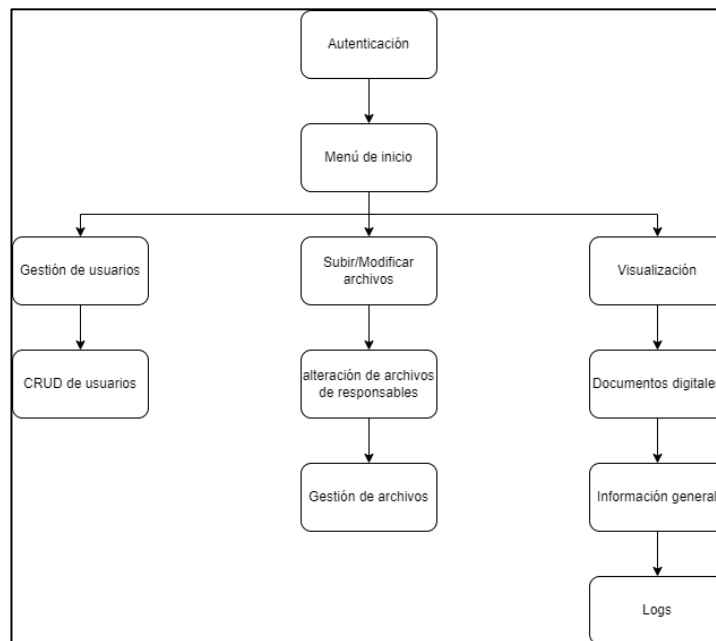 Autenticación
Menú de inicio
Gestión de usuarios
Subir/Modificar
archivos
Visualización
CRUD de usuarios
alteración de archivos
de responsables
Documentos digitales
Gestión de archivos
Información general
Logs